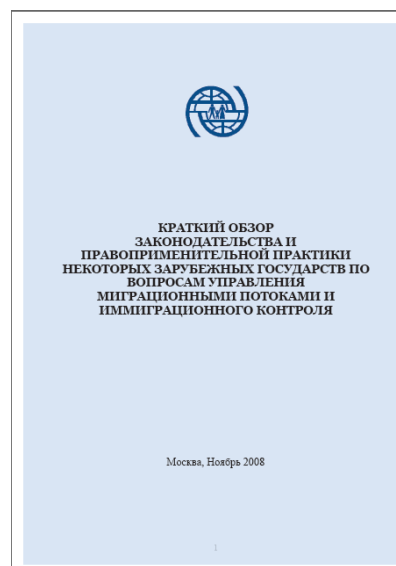 КРАТКИЙ ОБЗОР
ЗАКОНОДАТЕЛЬСТВА И
ПРАВОПРИМЕНИТЕЛЬНОЙ ПРАКТИКИ
НЕКОТОРЫХ ЗАРУБЕЖНЫХ ГОСУДАРСТВ ПО
ВОПРОСАМ УПРАВЛЕНИЯ
МИГРАЦИОННЫМИ ПОТОКАМИ И
ИММИГРАЦИОННОГО КОНТРОЛЯ
Москва, Ноябрь 2008
1